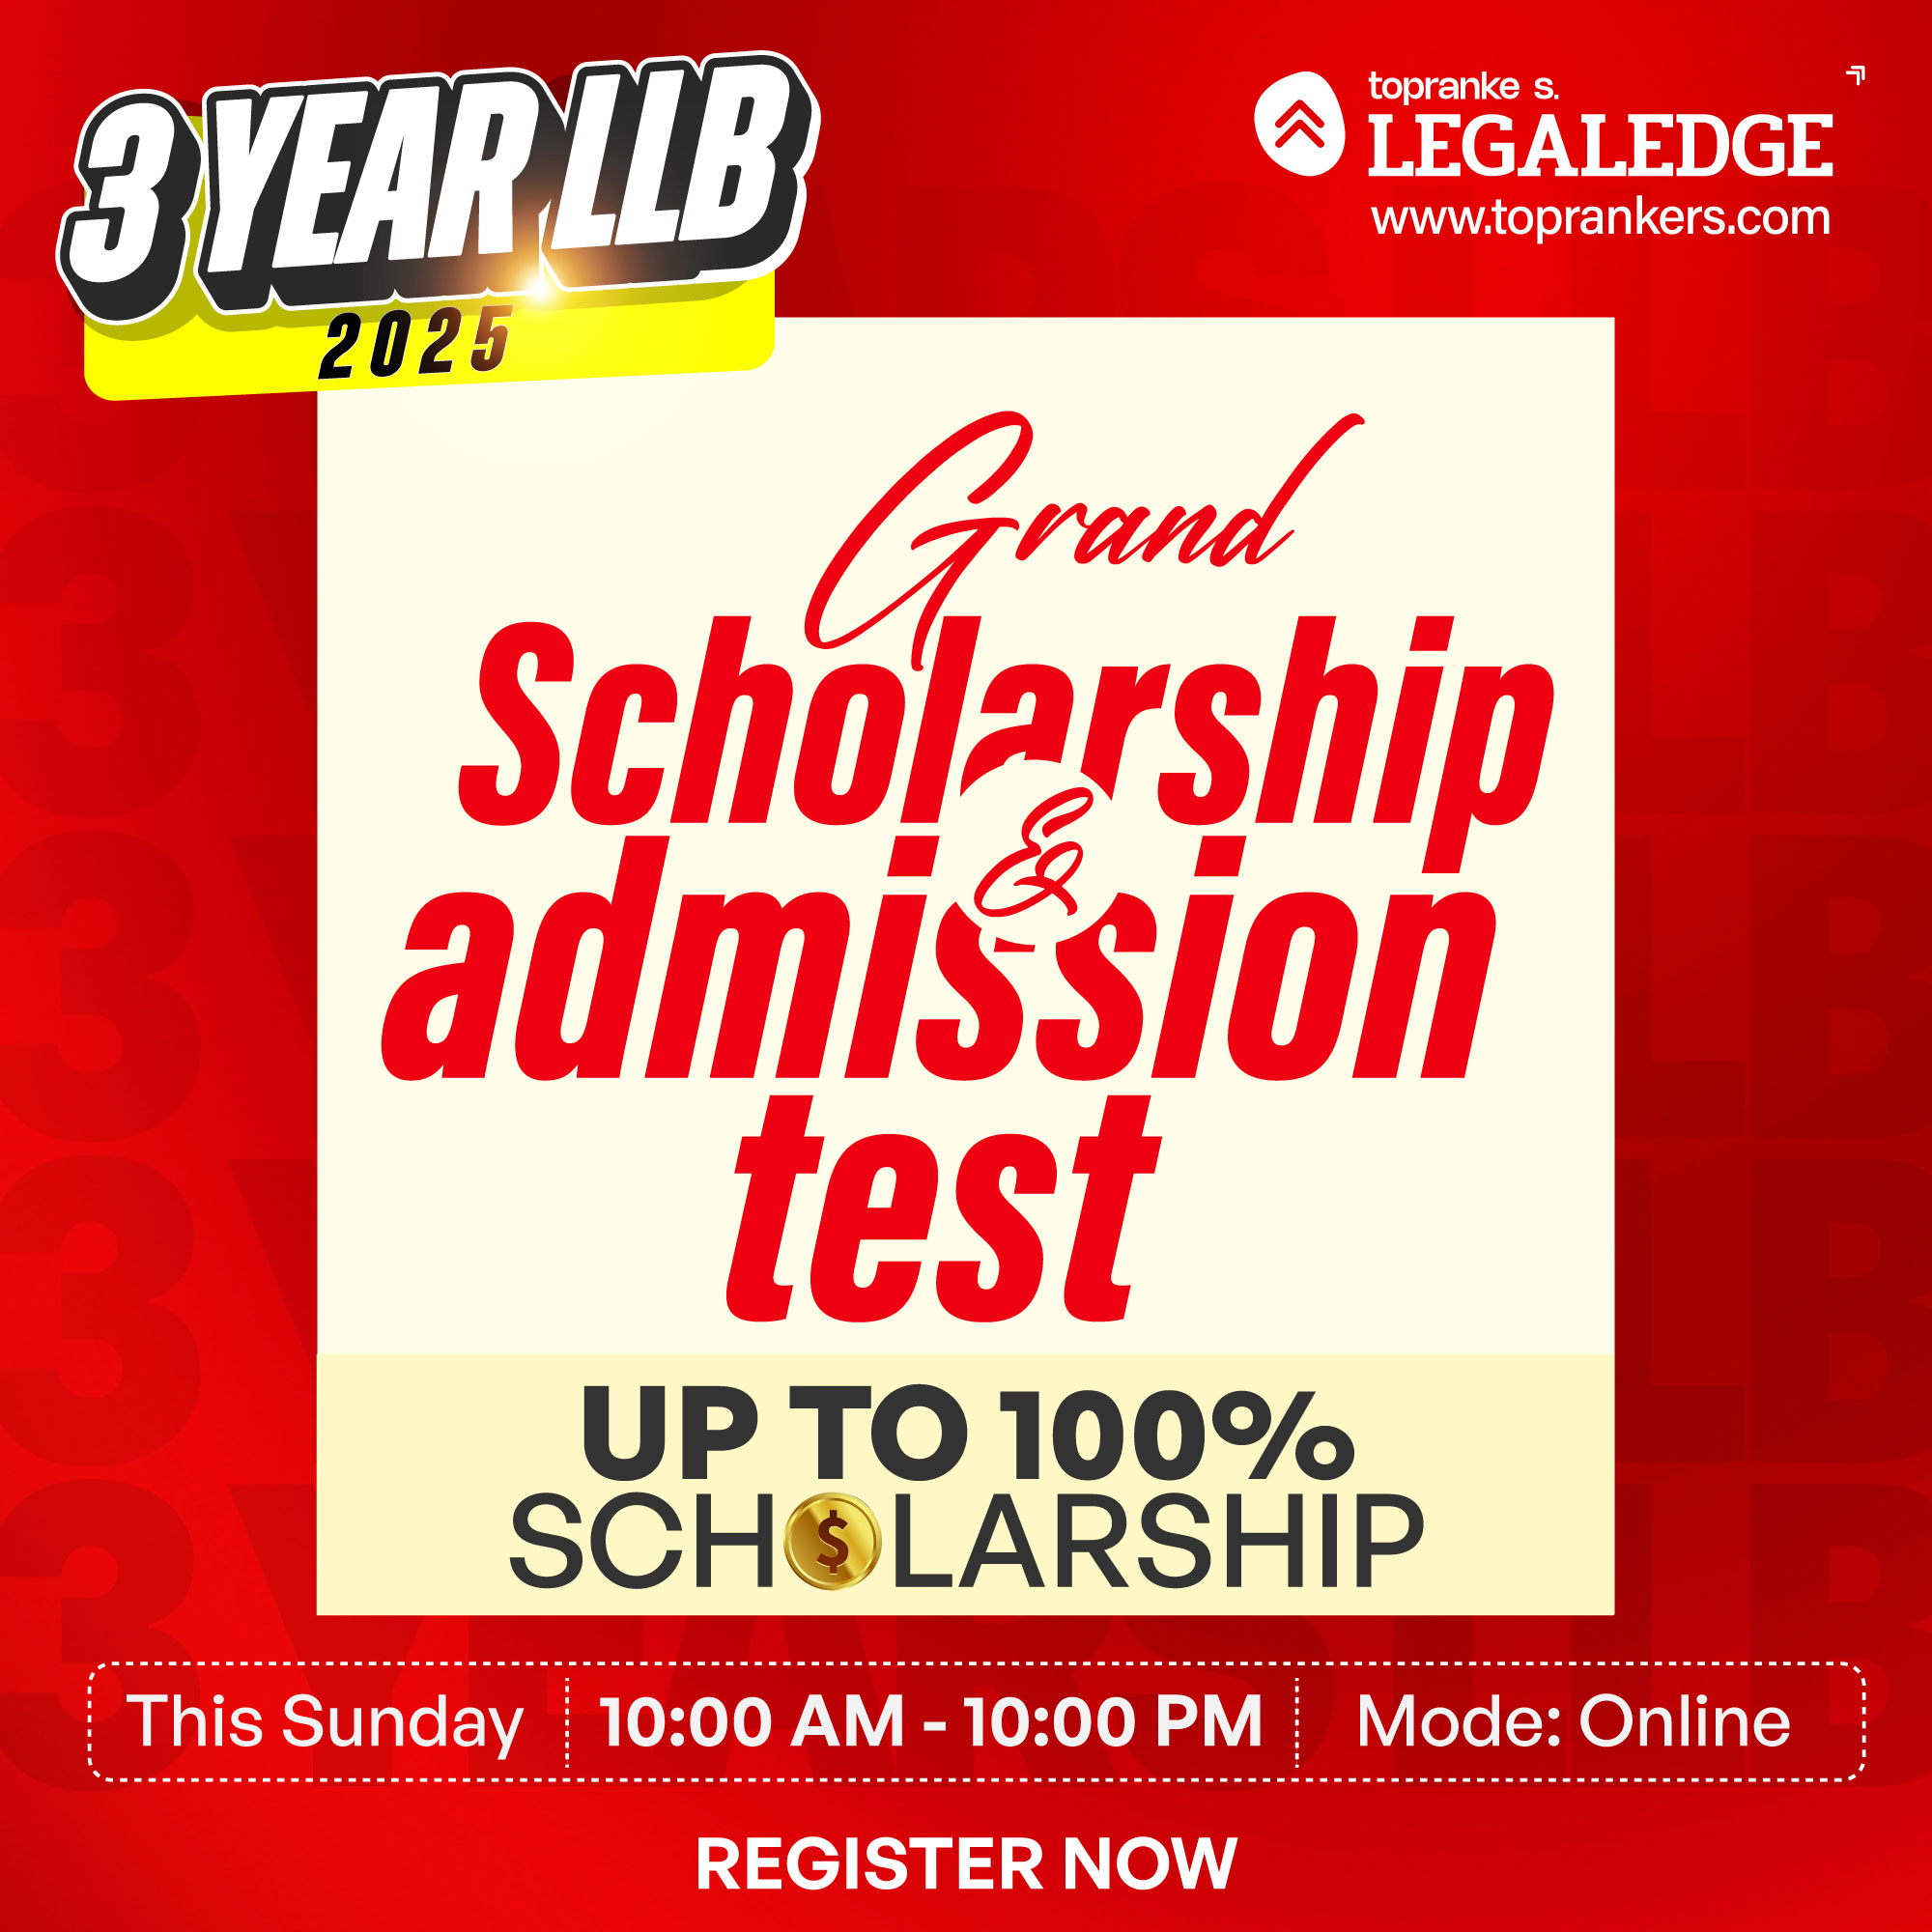 3 YEAR LLB
2025
topranke s.
LEGALEDGE
www.toprankers.com
Grand
Scholarship
&
admission
test
UP TO 100%
SCHOLARSHIP
This Sunday
10:00 AM - 10:00 PM
Mode: Online
REGISTER NOW